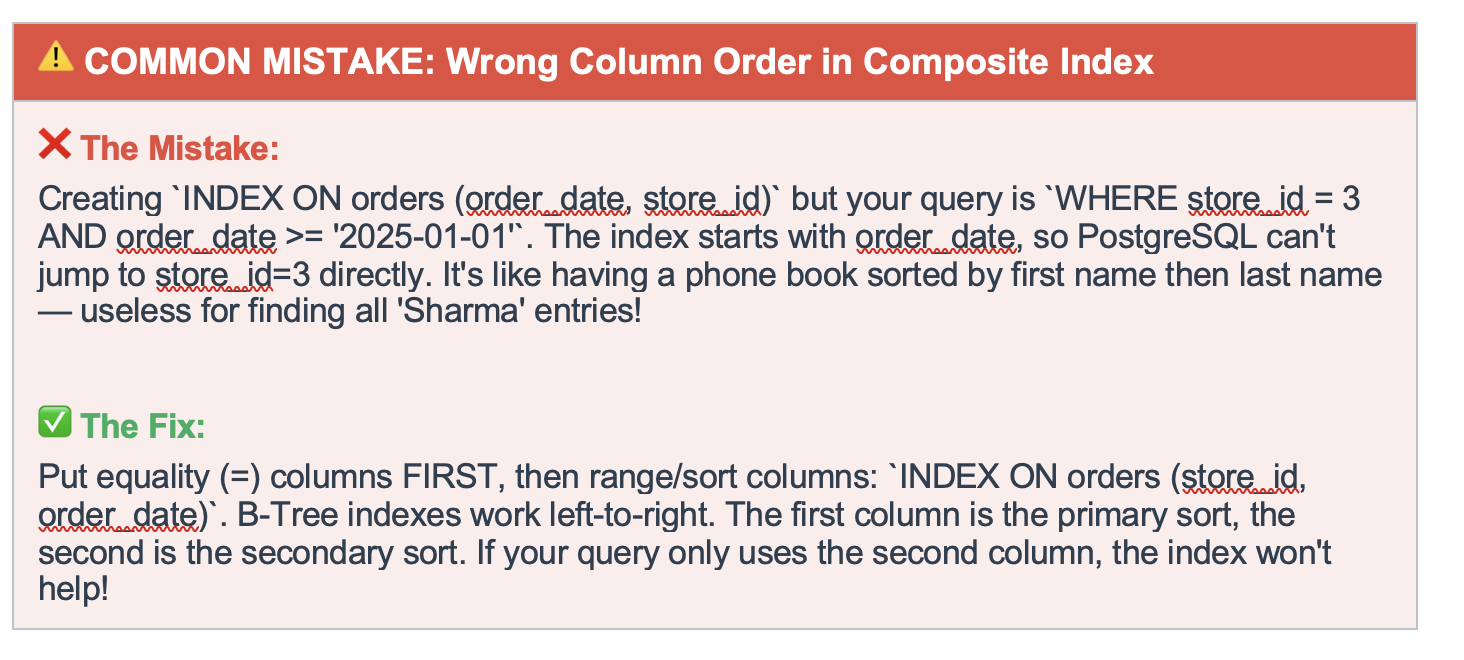 ⚠️ COMMON MISTAKE: Wrong Column Order in Composite Index
❌ The Mistake:
Creating `INDEX ON orders (order_date, store_id)` but your query is `WHERE store_id = 3
AND order_date >= '2025-01-01'`. The index starts with order_date, so PostgreSQL can't
jump to store_id=3 directly. It's like having a phone book sorted by first name then last name
— useless for finding all 'Sharma' entries!
✅ The Fix:
Put equality (=) columns FIRST, then range/sort columns: `INDEX ON orders (store_id,
order_date)`. B-Tree indexes work left-to-right. The first column is the primary sort, the
second is the secondary sort. If your query only uses the second column, the index won't
help!